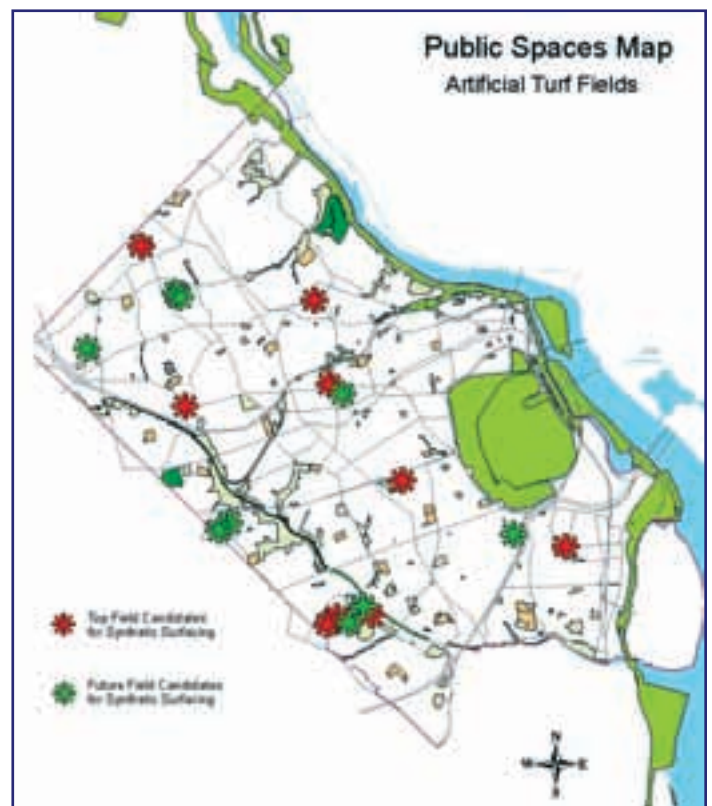 Public Spaces Map
Artificial Turf Fields
Top Field Candidates
for Synthetic Surfacing
Future Field Candidates
for Synthetic Surfacing
N
W E
S